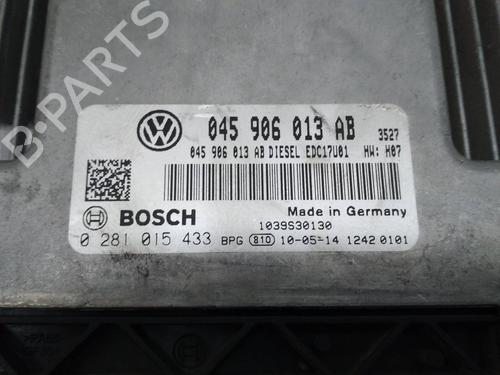 045 906 013 AB 3527
045 906 013 AB DIESEL EDC17U01 HW: H07
BOSCH
Made in Germany
1039S30130
0 281 015 433 BPG 810 10-05-14 1242 0101